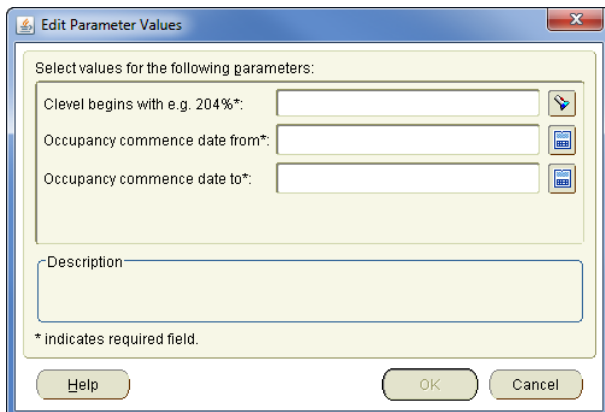 Edit Parameter Values
Select values for the following parameters:
Clevel begins with e.g. 204%*:
Occupancy commence date from*:
Occupancy commence date to*:
Description
* indicates required field.
Help OK Cancel